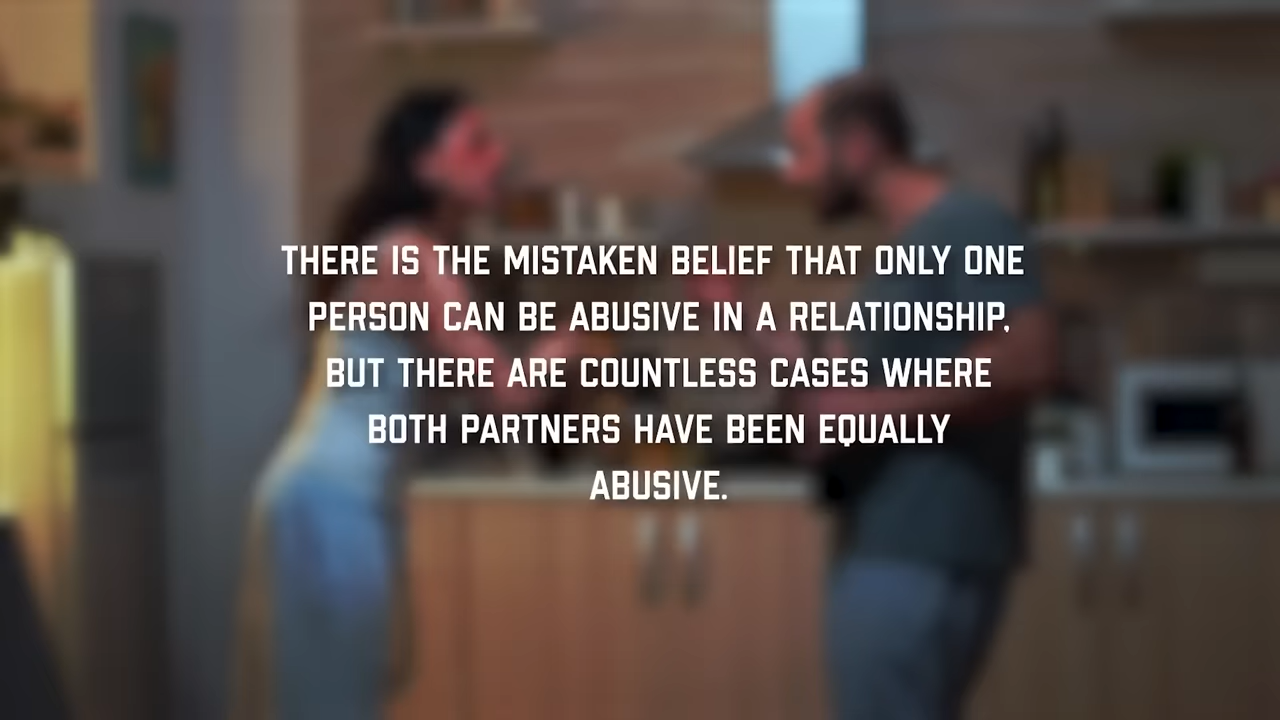 THERE IS THE MISTAKEN BELIEF THAT ONLY ONE
PERSON CAN BE ABUSIVE IN A RELATIONSHIP,
BUT THERE ARE COUNTLESS CASES WHERE
BOTH PARTNERS HAVE BEEN EQUALLY
ABUSIVE.